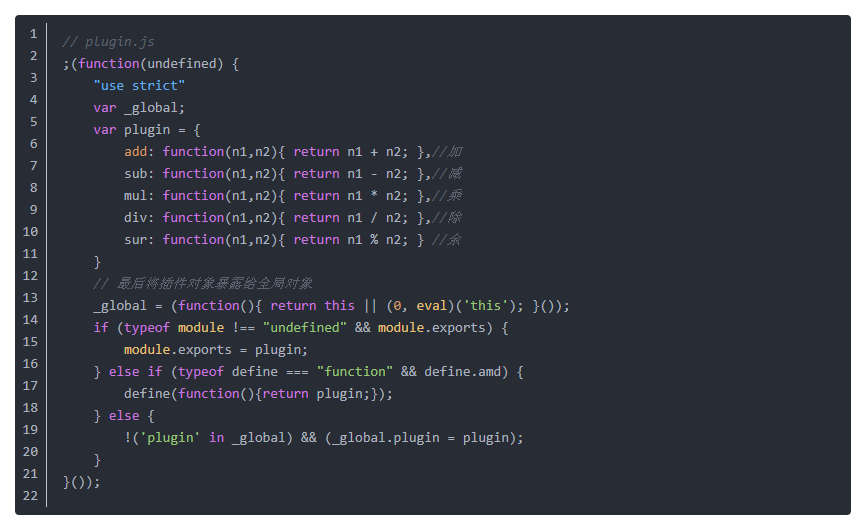 1 // plugin.js
2 ;(function(undefined) {
3     "use strict"
4     var _global;
5     var plugin = {
6         add: function(n1,n2){ return n1 + n2; },//加
7         sub: function(n1,n2){ return n1 - n2; },//减
8         mul: function(n1,n2){ return n1 * n2; },//乘
9         div: function(n1,n2){ return n1 / n2; },//除
10         sur: function(n1,n2){ return n1 % n2; } //余
11     }
12     // 最后将插件对象暴露给全局对象
13     _global = (function(){ return this || (0, eval)('this'); }());
14     if (typeof module !== "undefined" && module.exports) {
15         module.exports = plugin;
16     } else if (typeof define === "function" && define.amd) {
17         define(function(){return plugin;});
18     } else {
19         !('plugin' in _global) && (_global.plugin = plugin);
20     }
21 }());
22